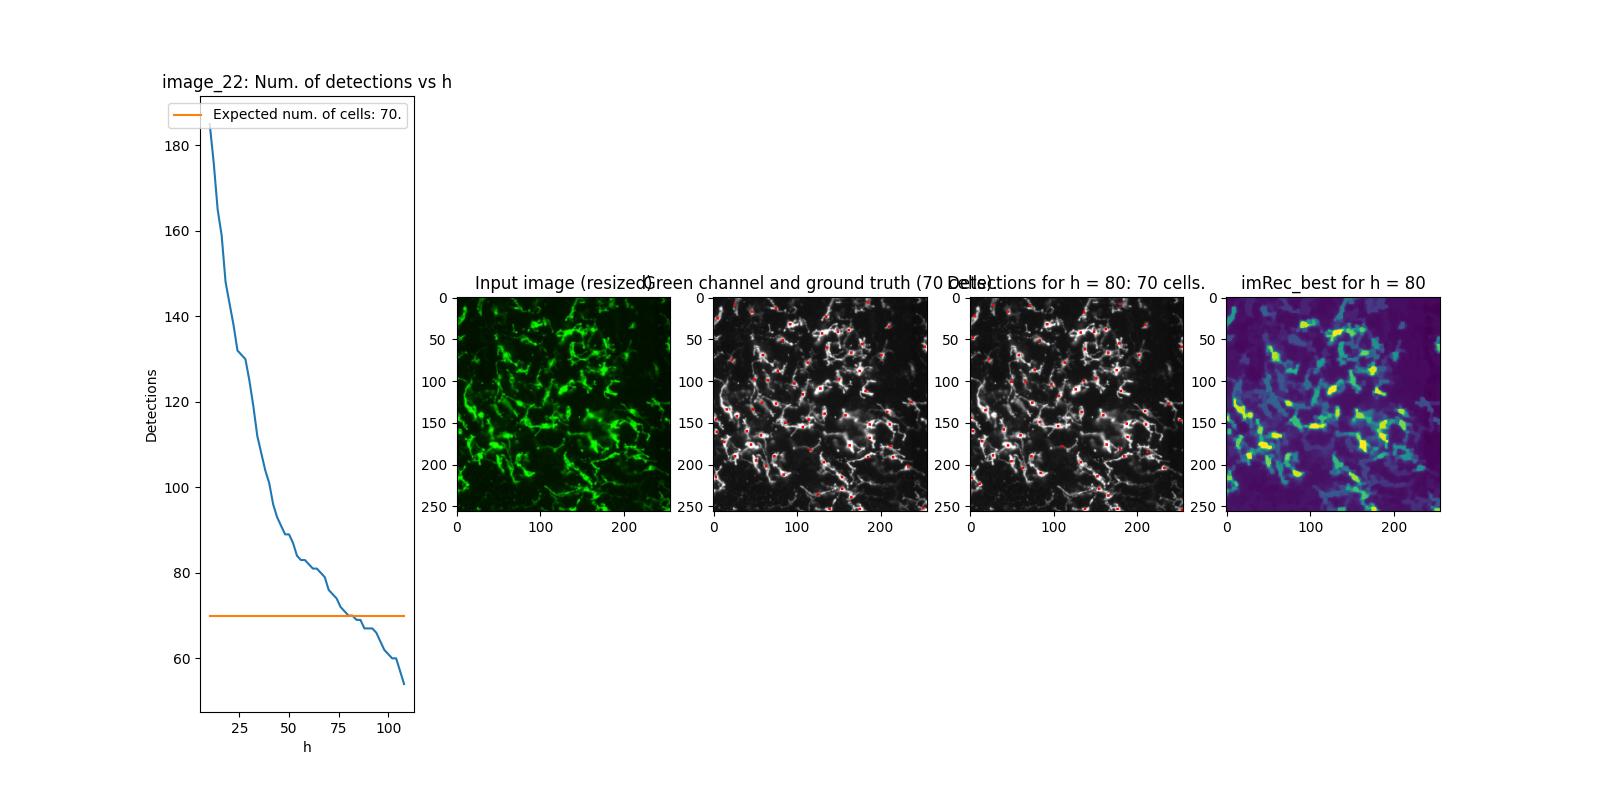 image_22: Num. of detections vs h
Expected num. of cells: 70.
180
160
140
120
100
80
60
Detections
25 50 75 100
h
Input image (resized)
0
50
100
150
200
250
0 100 200
Green channel and ground truth (70 cells).
0
50
100
150
200
250
0 100 200
Detections for h = 80: 70 cells.
0
50
100
150
200
250
0 100 200
imRec_best for h = 80
0
50
100
150
200
250
0 100 200